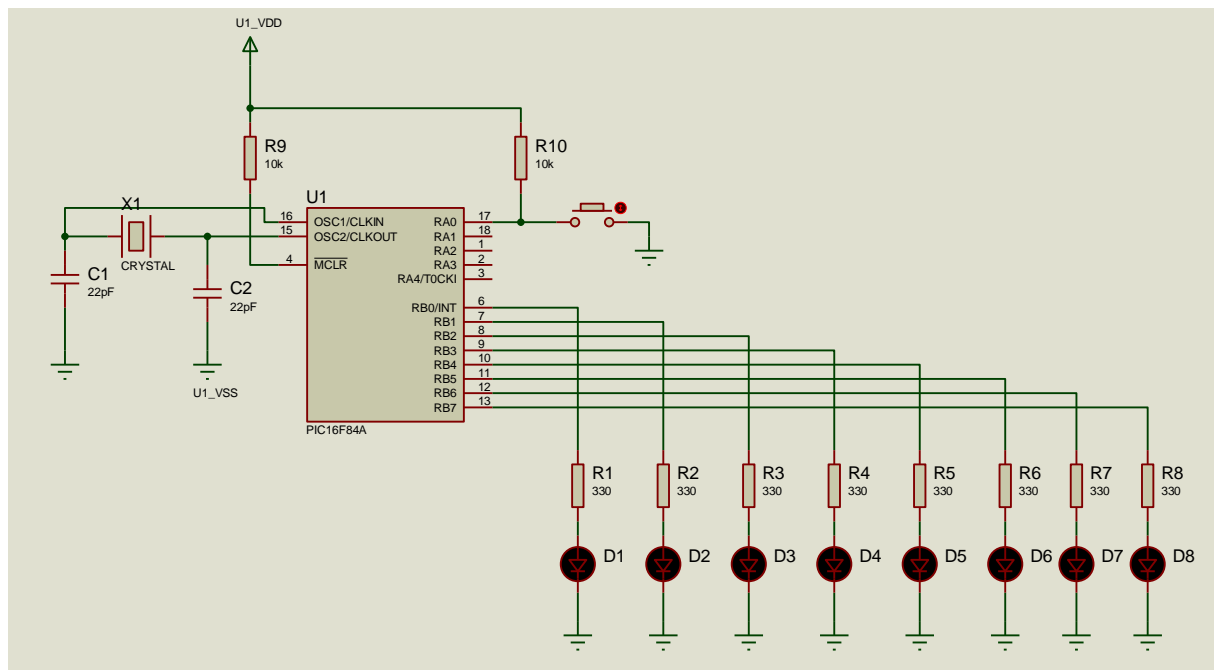 U1_VDD
R9
10k
R10
10k
X1
CRYSTAL
C1
22pF
C2
22pF
U1_VSS
U1
16 OSC1/CLKIN
15 OSC2/CLKOUT
4 MCLR
RA0 17
RA1 18
RA2 1
RA3 2
RA4/T0CKI 3
RB0/INT 6
RB1 7
RB2 8
RB3 9
RB4 10
RB5 11
RB6 12
RB7 13
PIC16F84A
R1 R2 R3 R4 R5 R6 R7 R8
330 330 330 330 330 330 330 330
D1 D2 D3 D4 D5 D6 D7 D8